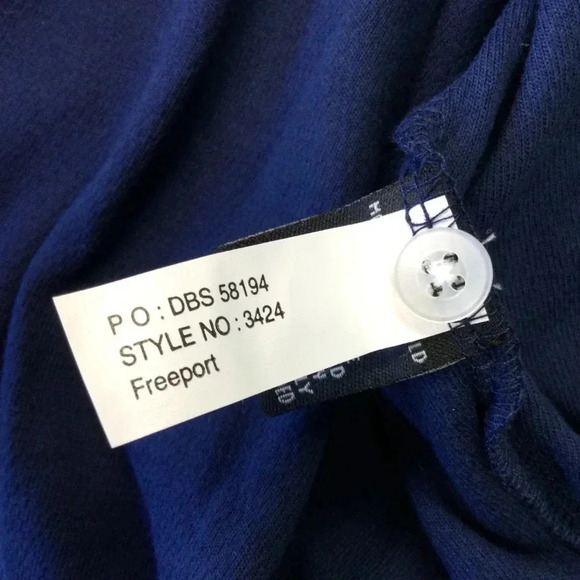 P O : DBS 58194
STYLE NO : 3424
Freeport